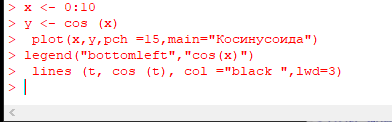 > x <- 0:10
> y <- cos (x)
>  plot(x,y,pch =15,main="Косинусоида")
> legend("bottomleft","cos(x)")
>  lines (t, cos (t), col ="black ",lwd=3)
>